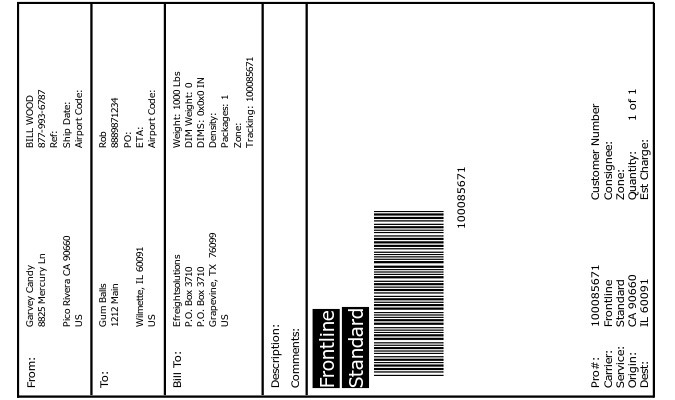 From: Garvey Candy BILL WOOD
8825 Mercury Ln 877-993-6787
Ref:
Pico Rivera CA 90660 Ship Date:
US Airport Code:
To: Gum Balls Rob
1212 Main 8889871234
PO:
Wilmette, IL 60091 ETA:
US Airport Code:
Bill To: Efreightsolutions Weight: 1000 Lbs
P.O. Box 3710 DIM Weight: 0
P.O. Box 3710 DIMS: 0x0x0 IN
Grapevine, TX 76099 Density:
US Packages: 1
Zone:
Tracking: 100085671
Description:
Comments:
Frontline
Standard
100085671
Pro#: 100085671 Customer Number
Carrier: Frontline Consignee:
Service: Standard Zone:
Origin: CA 90660 Quantity: 1 of 1
Dest: IL 60091 Est Charge: